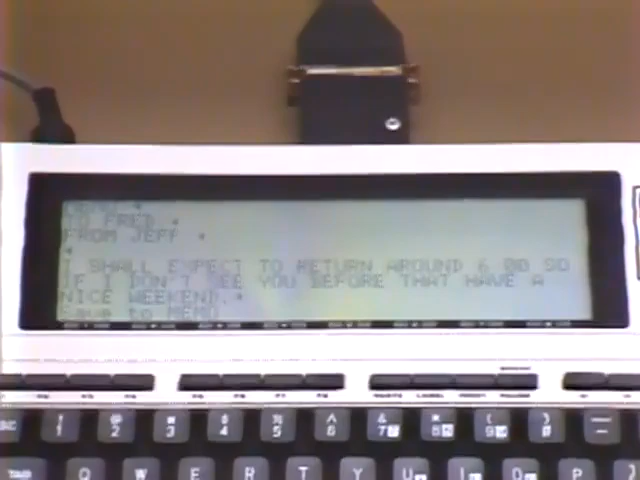 MEMO
TO FRED
FROM JEFF
I SHALL EXPECT TO RETURN AROUND 6 00 SO
IF I DON'T SEE YOU BEFORE THAT HAVE A
NICE WEEKEND.
Save to MEMO
! @ # $ % ^ & * ( ) _
1 2 3 4 5 6 7 8 9 0
Q W E R T Y U I O P